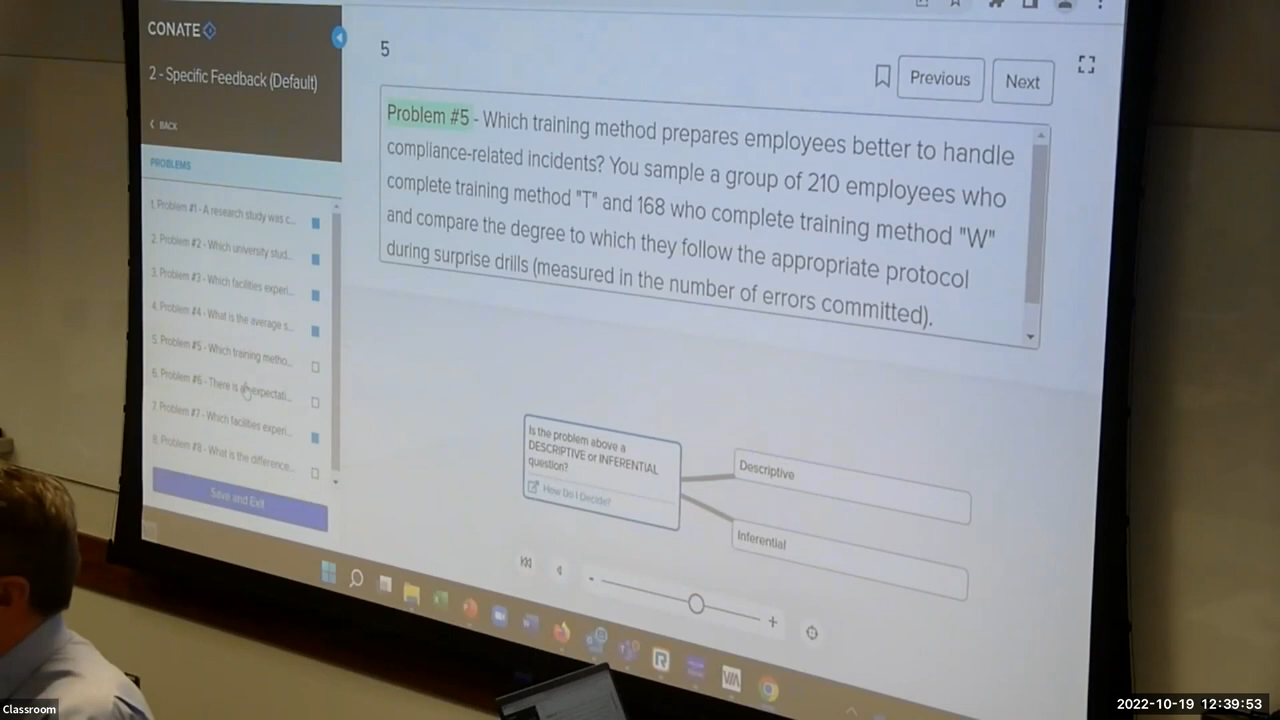 CONATE
2 - Specific Feedback (Default)
BACK
PROBLEMS
1. Problem #1 - A research study was c...
2. Problem #2 - Which university stud...
3. Problem #3 - Which facilities experi...
4. Problem #4 - What is the average s...
5. Problem #5 - Which training metho...
6. Problem #6 - There is expectati...
7. Problem #7 - Which facilities experi...
8. Problem #8 - What is the difference...
Save and Exit
5
Previous
Next
Problem #5 - Which training method prepares employees better to handle
compliance-related incidents? You sample a group of 210 employees who
complete training method "T" and 168 who complete training method "W"
and compare the degree to which they follow the appropriate protocol
during surprise drills (measured in the number of errors committed).
Is the problem above a
DESCRIPTIVE or INFERENTIAL
question?
How Do I Decide?
Descriptive
Inferential
Classroom
2022-10-19 12:39:53